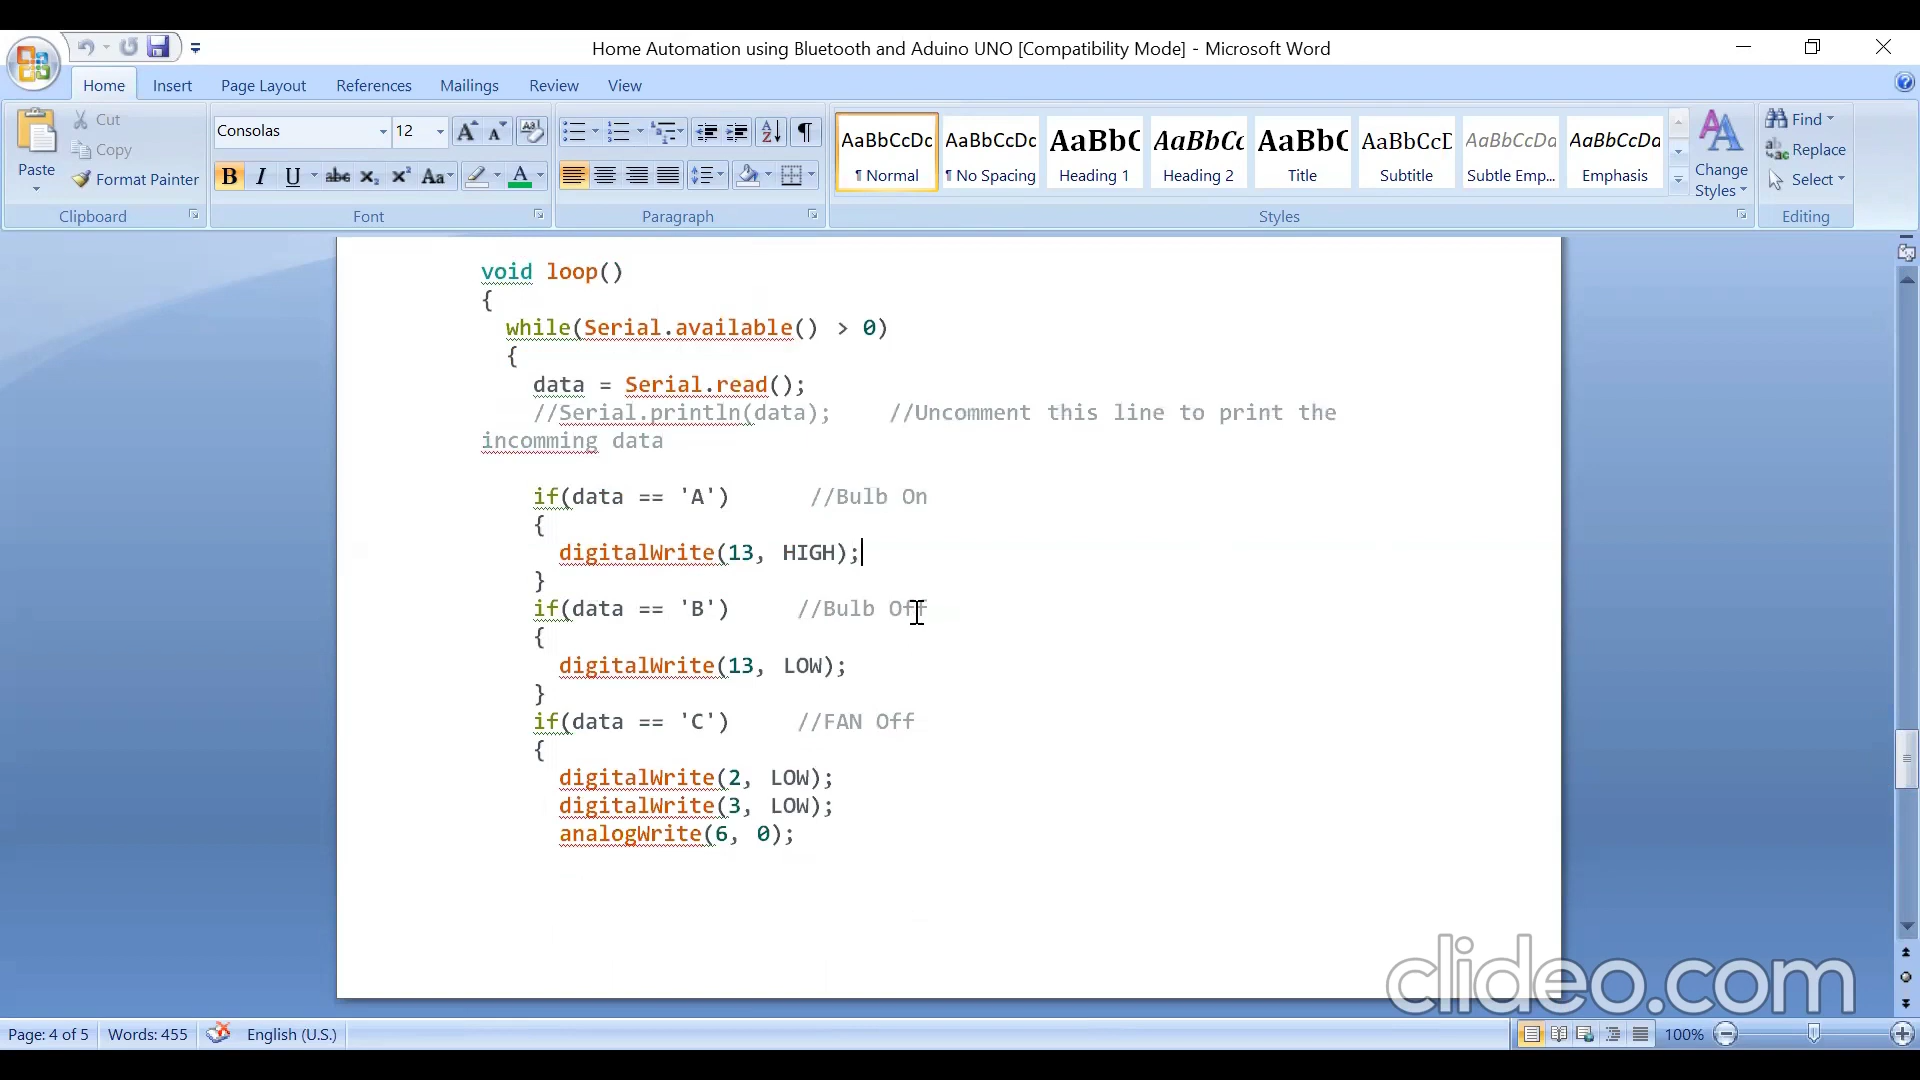 Home Automation using Bluetooth and Aduino UNO [Compatibility Mode] - Microsoft Word
Home Insert Page Layout References Mailings Review View
Paste
Cut
Copy
Format Painter
Clipboard
Consolas 12
Font
Paragraph
AaBbCcDc AaBbCcDc AaBbC AaBbCc AaBbC AaBbCcD AaBbCcDa AaBbCcDa
¶ Normal ¶ No Spacing Heading 1 Heading 2 Title Subtitle Subtle Emp... Emphasis
Styles
Change
Styles
Find
Replace
Select
Editing
void loop()
{
while(Serial.available() > 0)
{
data = Serial.read();
//Serial.println(data); //Uncomment this line to print the
incomming data
if(data == 'A') //Bulb On
{
digitalWrite(13, HIGH);
}
if(data == 'B') //Bulb Off
{
digitalWrite(13, LOW);
}
if(data == 'C') //FAN Off
{
digitalWrite(2, LOW);
digitalWrite(3, LOW);
analogWrite(6, 0);
clideo.com
Page: 4 of 5 Words: 455 English (U.S.) 100%